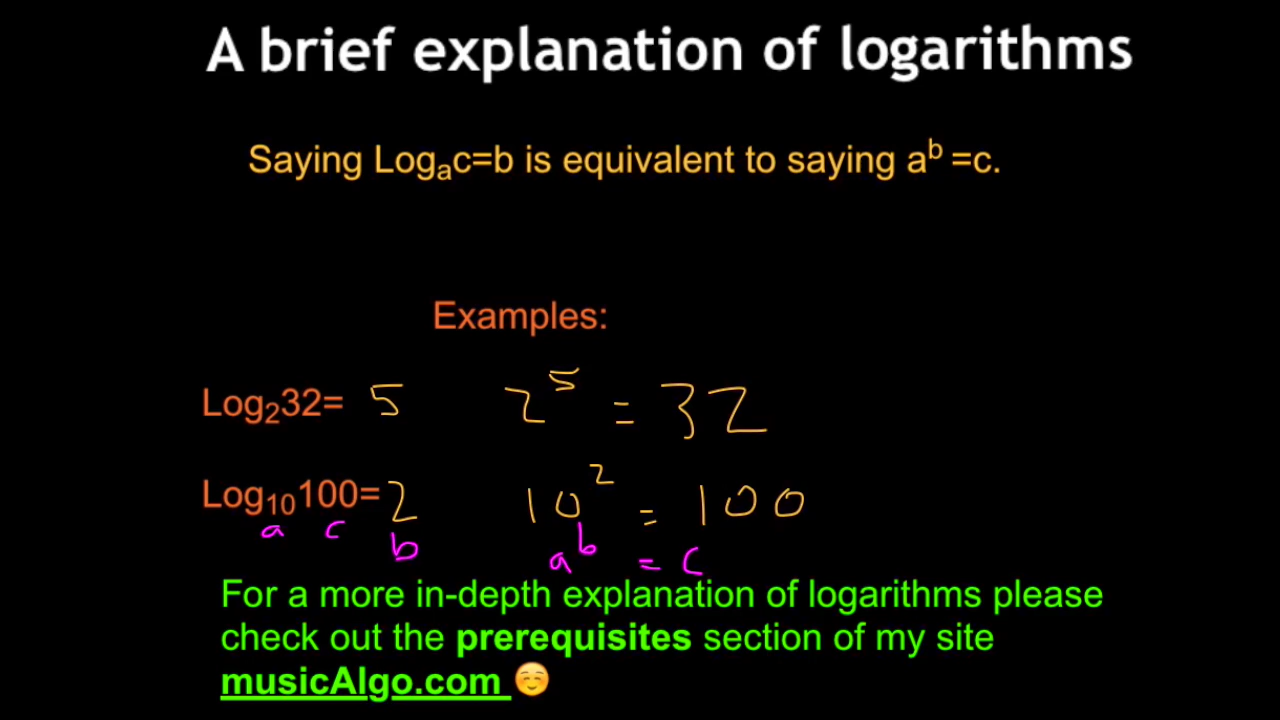 A brief explanation of logarithms
Saying Logₐc=b is equivalent to saying aᵇ =c.
Examples:
Log₂32= 5 2⁵ = 32
Log₁₀100= 2 10² = 100
a c b aᵇ = c
For a more in-depth explanation of logarithms please
check out the prerequisites section of my site
musicAlgo.com ☺️